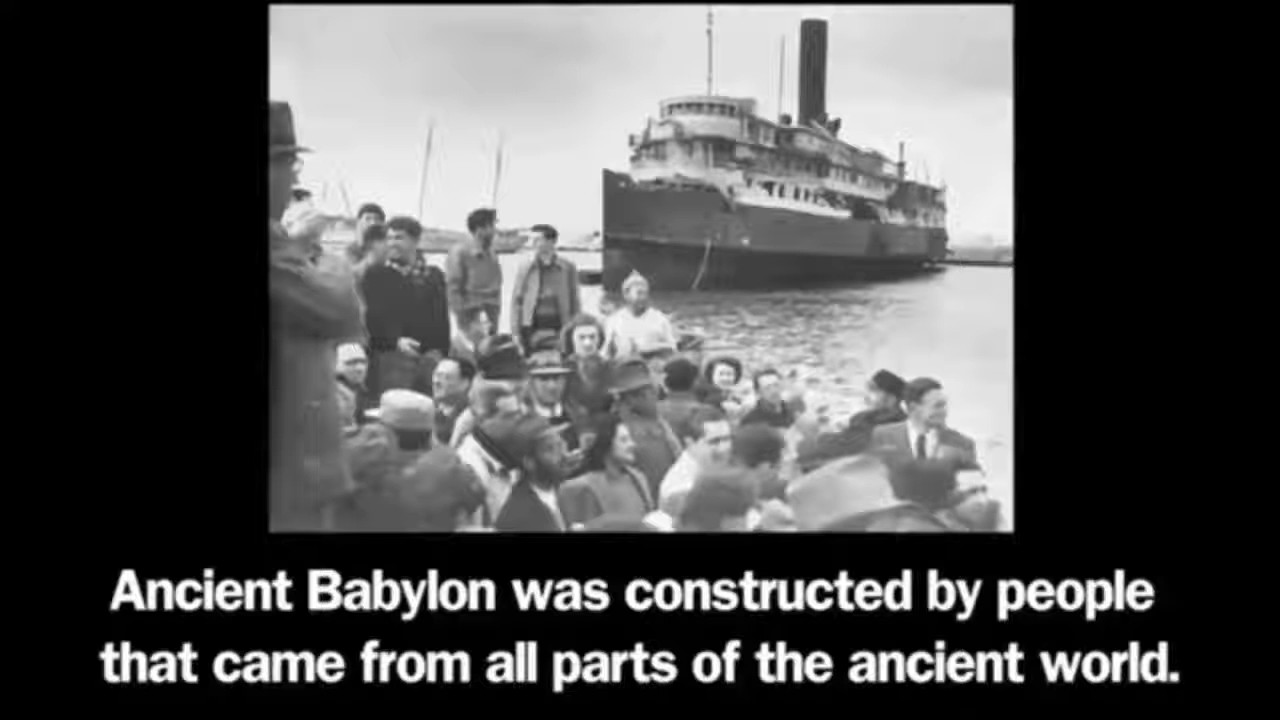 Ancient Babylon was constructed by people
that came from all parts of the ancient world.